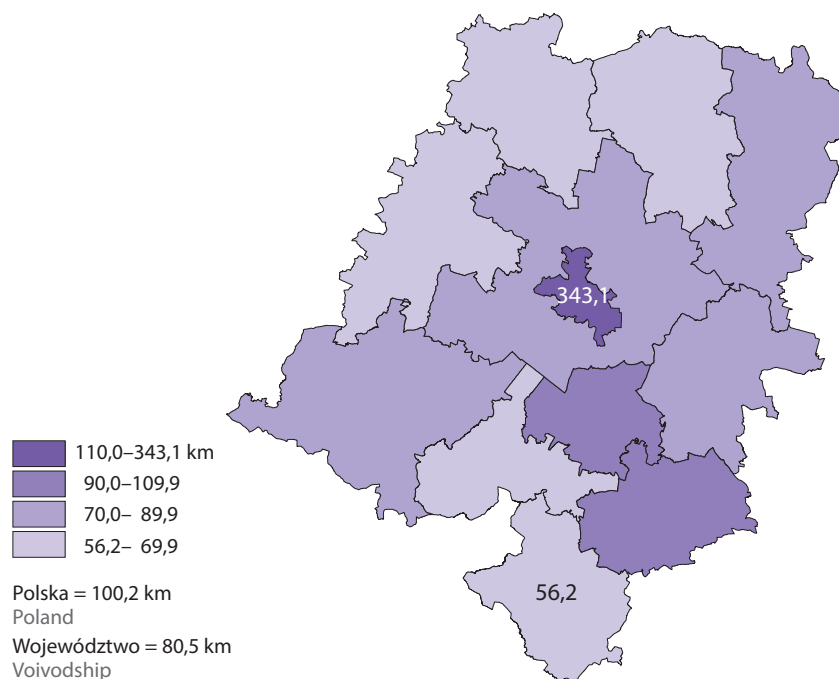 343,1
110,0–343,1 km
90,0–109,9
70,0– 89,9
56,2– 69,9
56,2
Polska = 100,2 km
Poland
Województwo = 80,5 km
Voivodship